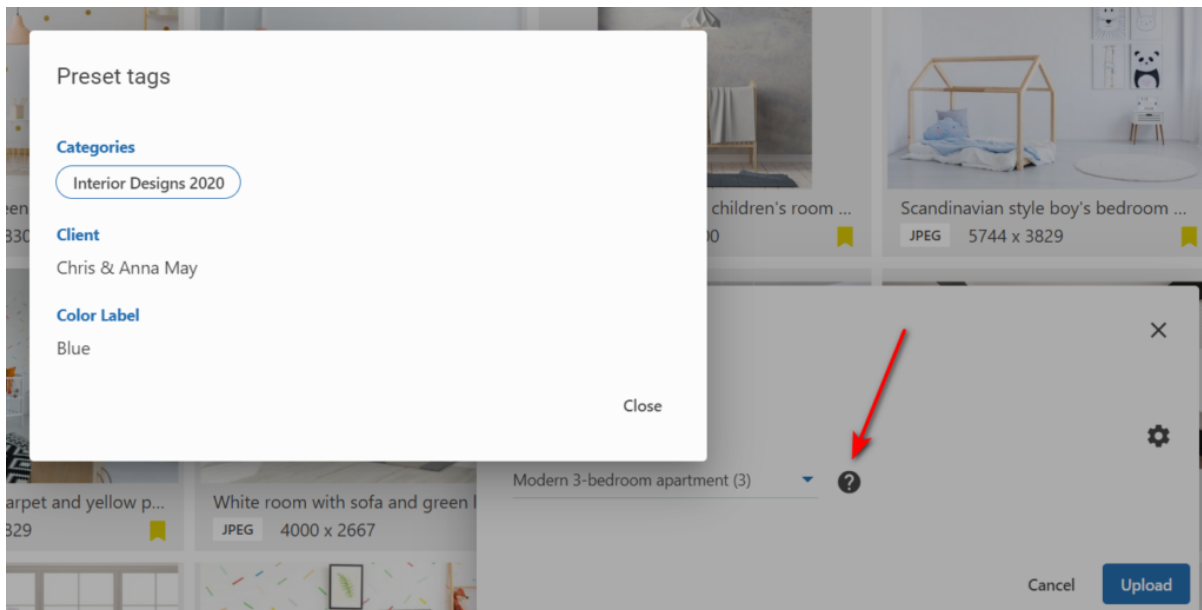 Preset tags
Categories
Interior Designs 2020
Client
Chris & Anna May
Color Label
Blue
Close
children's room ...
Scandinavian style boy's bedroom ...
JPEG 5744 x 3829
Modern 3-bedroom apartment (3)
?
arpet and yellow p...
White room with sofa and green
829
JPEG 4000 x 2667
Cancel
Upload